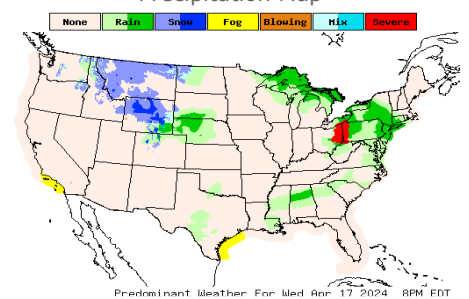 Precipitation Map
None Rain Snow Fog Blowing Mix Severe
Predominant Weather For Wed Apr 17 2024 8PM EDT